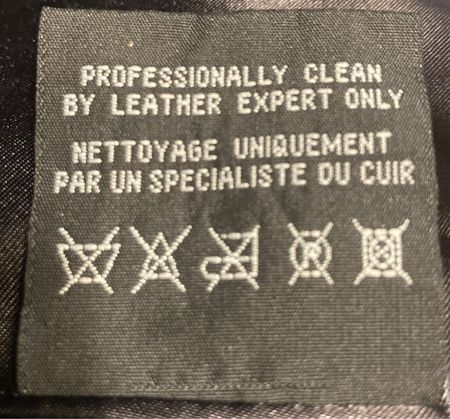 PROFESSIONALLY CLEAN
BY LEATHER EXPERT ONLY
NETTOYAGE UNIQUEMENT
PAR UN SPECIALISTE DU CUIR